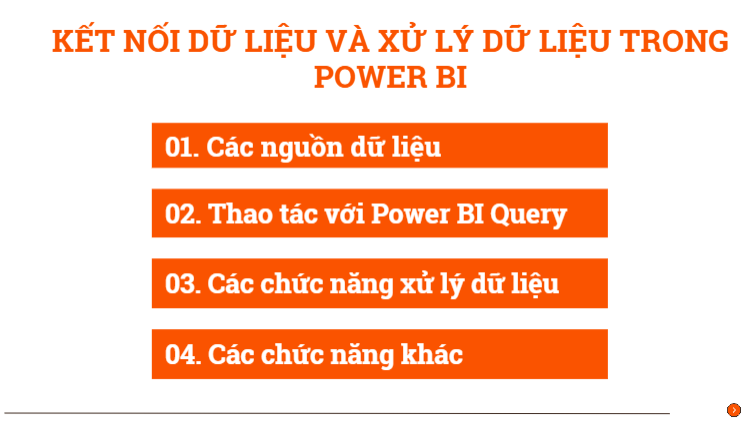 KẾT NỐI DỮ LIỆU VÀ XỬ LÝ DỮ LIỆU TRONG
POWER BI
01. Các nguồn dữ liệu
02. Thao tác với Power BI Query
03. Các chức năng xử lý dữ liệu
04. Các chức năng khác